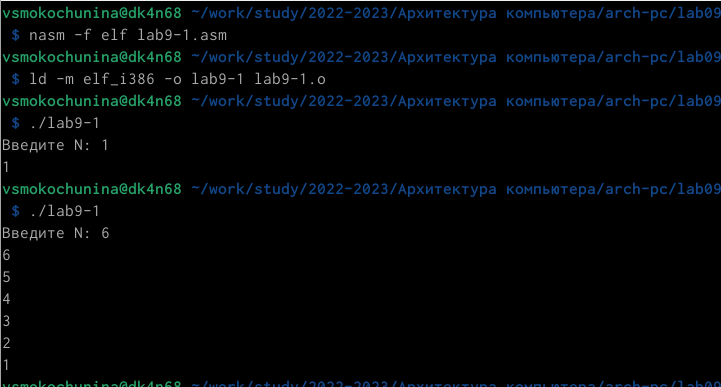 vsmokochunina@dk4n68 ~/work/study/2022-2023/Архитектура компьютера/arch-pc/lab09
$ nasm -f elf lab9-1.asm
vsmokochunina@dk4n68 ~/work/study/2022-2023/Архитектура компьютера/arch-pc/lab09
$ ld -m elf_i386 -o lab9-1 lab9-1.o
vsmokochunina@dk4n68 ~/work/study/2022-2023/Архитектура компьютера/arch-pc/lab09
$ ./lab9-1
Введите N: 1
1
vsmokochunina@dk4n68 ~/work/study/2022-2023/Архитектура компьютера/arch-pc/lab09
$ ./lab9-1
Введите N: 6
6
5
4
3
2
1
vsmokochunina@dk4n68 ~/work/study/2022-2023/Архитектура компьютера/arch-pc/lab09